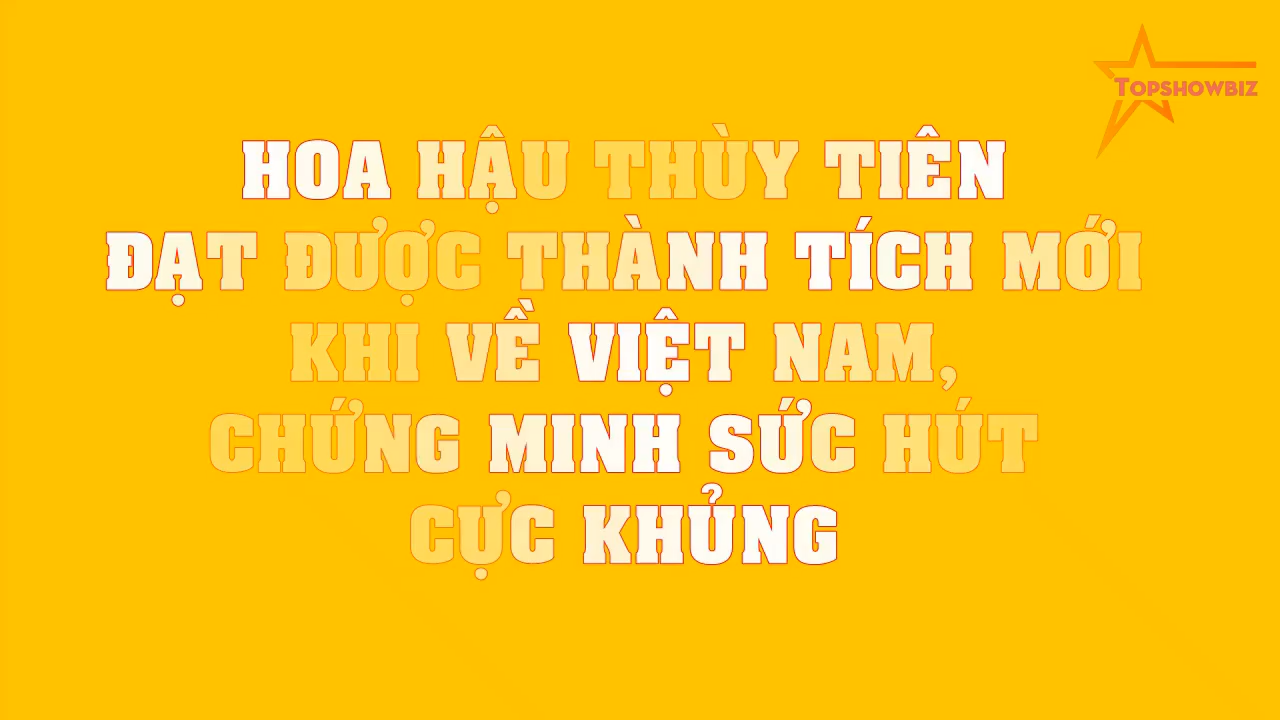 TOPSHOWBIZ
HOA HẬU THÙY TIÊN
ĐẠT ĐƯỢC THÀNH TÍCH MỚI
KHI VỀ VIỆT NAM,
CHỨNG MINH SỨC HÚT
CỰC KHỦNG